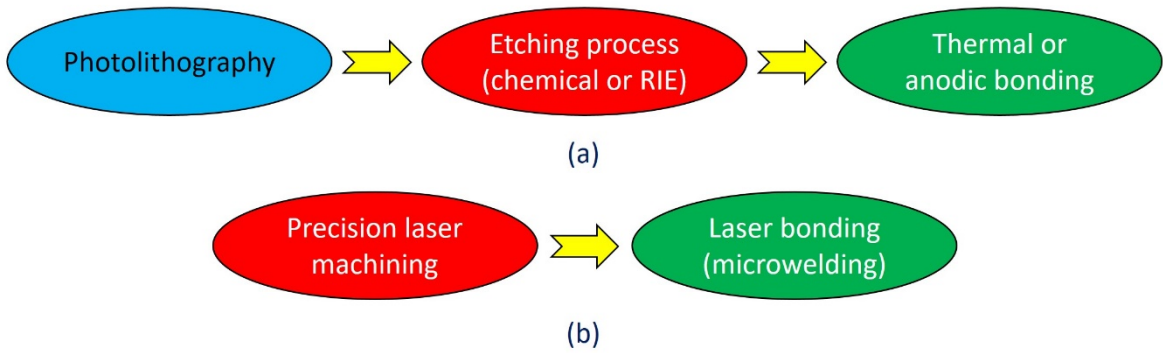 Photolithography
Etching process
(chemical or RIE)
Thermal or
anodic bonding
(a)
Precision laser
machining
Laser bonding
(microwelding)
(b)